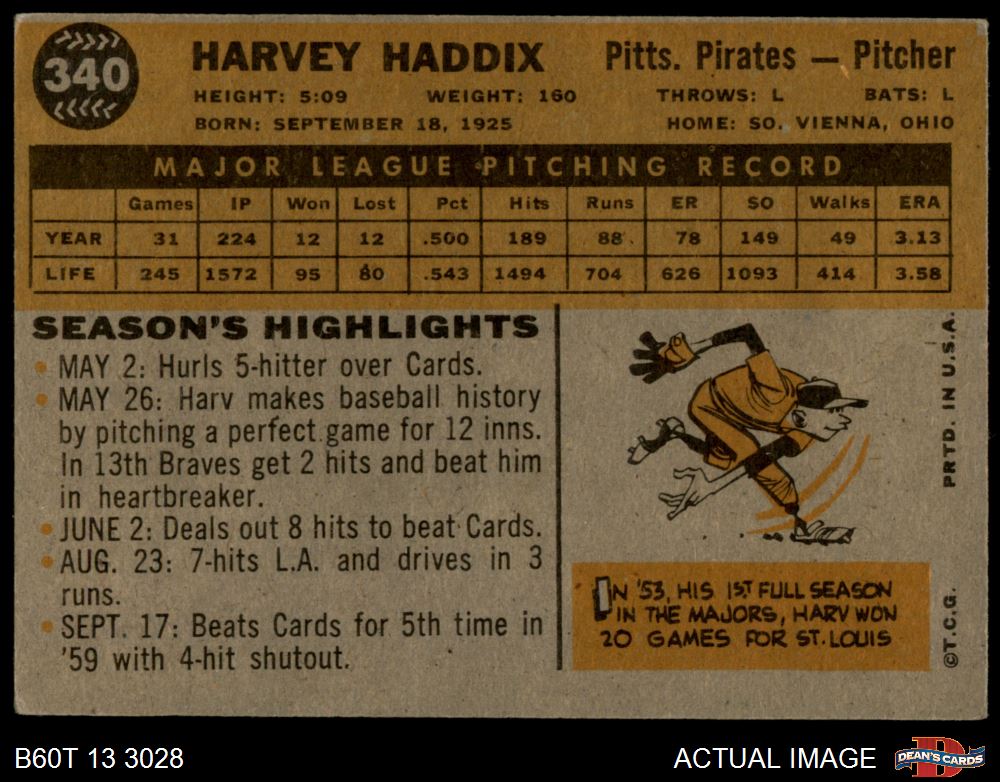 340
HARVEY HADDIX Pitts. Pirates — Pitcher
HEIGHT: 5:09 WEIGHT: 160 THROWS: L BATS: L
BORN: SEPTEMBER 18, 1925 HOME: SO. VIENNA, OHIO
MAJOR LEAGUE PITCHING RECORD
Games IP Won Lost Pct Hits Runs ER SO Walks ERA
YEAR 31 224 12 12 .500 189 88 78 149 49 3.13
LIFE 245 1572 95 80 .543 1494 704 626 1093 414 3.58
SEASON'S HIGHLIGHTS
• MAY 2: Hurls 5-hitter over Cards.
• MAY 26: Harv makes baseball history
by pitching a perfect game for 12 inns.
In 13th Braves get 2 hits and beat him
in heartbreaker.
• JUNE 2: Deals out 8 hits to beat Cards.
• AUG. 23: 7-hits L.A. and drives in 3
runs.
• SEPT. 17: Beats Cards for 5th time in
'59 with 4-hit shutout.
IN '53, HIS 1ST FULL SEASON
IN THE MAJORS, HARV WON
20 GAMES FOR ST. LOUIS
©T.C.G. PRTD. IN U.S.A.
B60T 13 3028 ACTUAL IMAGE D DEAN'S CARDS